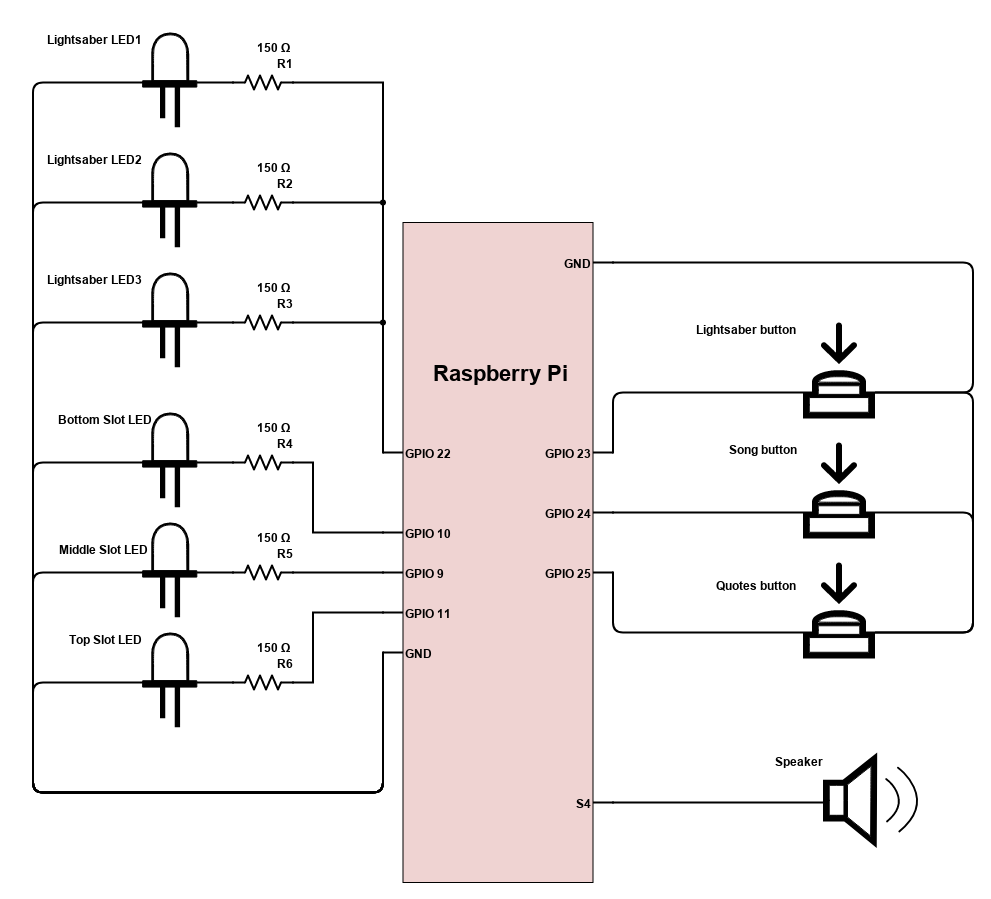 Lightsaber LED1
150 Ω
R1
Lightsaber LED2
150 Ω
R2
Lightsaber LED3
150 Ω
R3
Bottom Slot LED
150 Ω
R4
Middle Slot LED
150 Ω
R5
Top Slot LED
150 Ω
R6
Raspberry Pi
GPIO 22
GPIO 10
GPIO 9
GPIO 11
GND
GND
GPIO 23
GPIO 24
GPIO 25
S4
Lightsaber button
Song button
Quotes button
Speaker